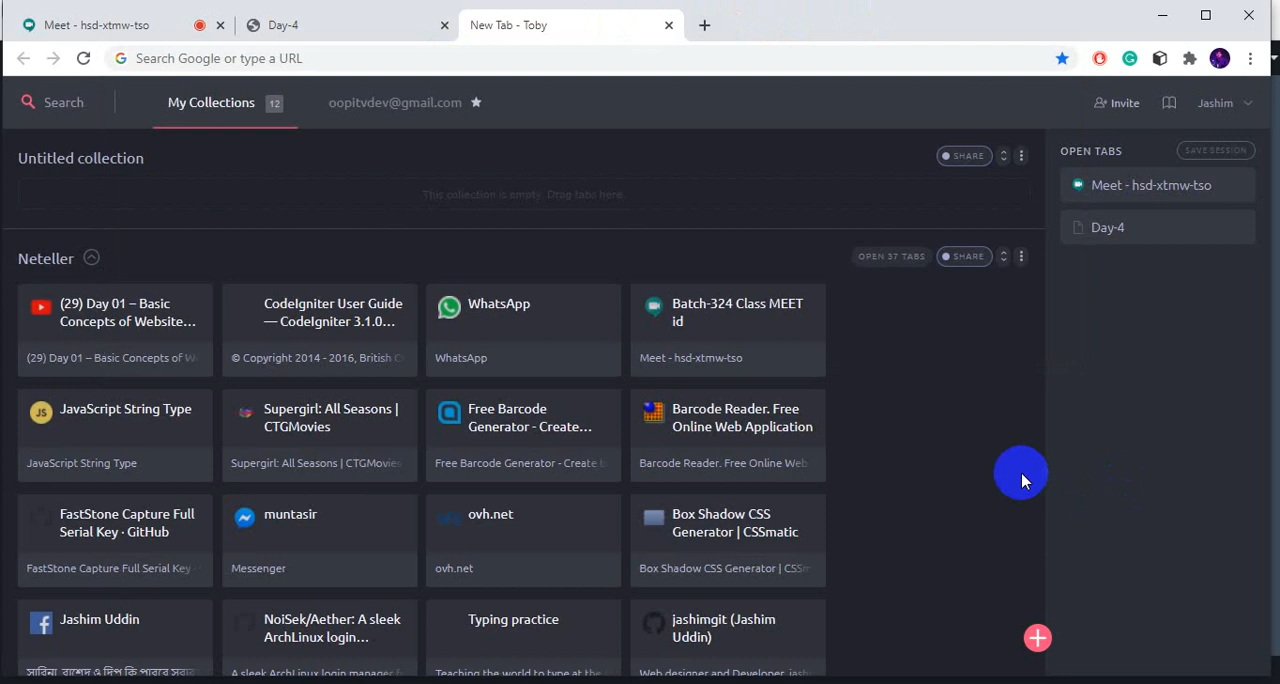 Meet - hsd-xtmw-tso
Day-4
New Tab - Toby
Search Google or type a URL
Search
My Collections 12
oopitvdev@gmail.com
Invite
Jashim
Untitled collection
SHARE
OPEN TABS
SAVE SESSION
This collection is empty. Drag tabs here.
Meet - hsd-xtmw-tso
Day-4
Neteller
OPEN 37 TABS
SHARE
(29) Day 01 – Basic
Concepts of Website...
(29) Day 01 – Basic Concepts of W
CodeIgniter User Guide
— CodeIgniter 3.1.0...
© Copyright 2014 - 2016, British C
WhatsApp
WhatsApp
Batch-324 Class MEET
id
Meet - hsd-xtmw-tso
JS
JavaScript String Type
JavaScript String Type
Supergirl: All Seasons |
CTGMovies
Supergirl: All Seasons | CTGMovies
Free Barcode
Generator - Create...
Free Barcode Generator - Create b
Barcode Reader. Free
Online Web Application
Barcode Reader. Free Online Web
FastStone Capture Full
Serial Key · GitHub
FastStone Capture Full Serial Key ·
muntasir
Messenger
ovh.net
ovh.net
Box Shadow CSS
Generator | CSSmatic
Box Shadow CSS Generator | CSSm
Jashim Uddin
সাবিনা, রাশেদ ও দিপ কি পারবে সবার
NoiSek/Aether: A sleek
ArchLinux login...
A sleek ArchLinux login manager f
Typing practice
Teaching the world to type at the
jashimgit (Jashim
Uddin)
Web designer and Developer. jash